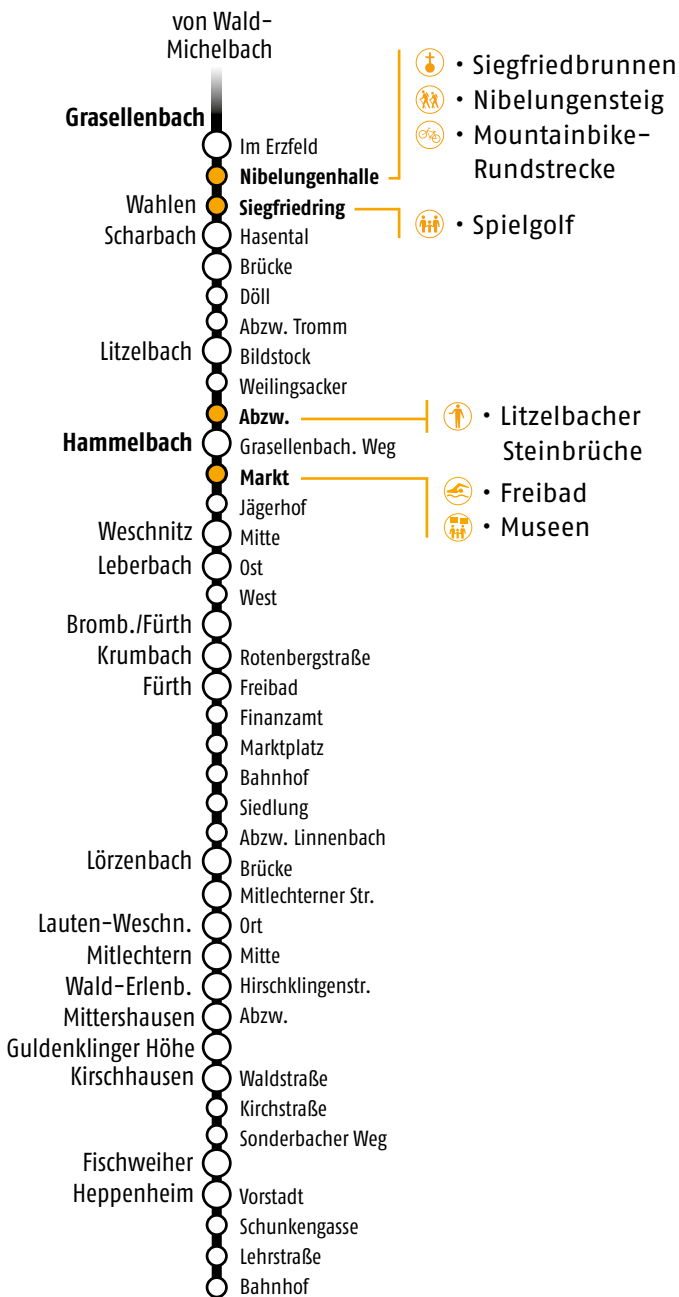 von Wald-
Michelbach
• Siegfriedbrunnen
• Nibelungensteig
• Mountainbike-
Rundstrecke
Grasellenbach
Im Erzfeld
Nibelungenhalle
Wahlen Siegfriedring
• Spielgolf
Scharbach Hasental
Brücke
Döll
Abzw. Tromm
Litzelbach Bildstock
Weilingsacker
Abzw.
• Litzelbacher
Steinbrüche
Hammelbach Grasellenbach. Weg
Markt
• Freibad
• Museen
Jägerhof
Weschnitz Mitte
Leberbach Ost
West
Bromb./Fürth
Krumbach Rotenbergstraße
Fürth Freibad
Finanzamt
Marktplatz
Bahnhof
Siedlung
Abzw. Linnenbach
Lörzenbach Brücke
Mitlechterner Str.
Lauten-Weschn. Ort
Mitlechtern Mitte
Wald-Erlenb. Hirschklingenstr.
Mittershausen Abzw.
Guldenklinger Höhe
Kirschhausen Waldstraße
Kirchstraße
Sonderbacher Weg
Fischweiher
Heppenheim Vorstadt
Schunkengasse
Lehrstraße
Bahnhof